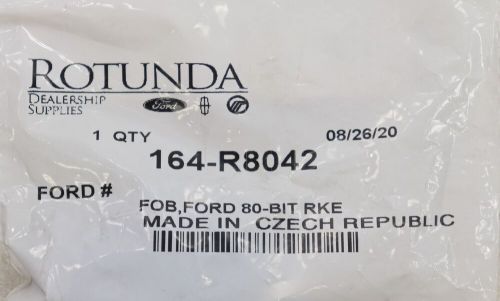 ROTUNDA
DEALERSHIP
SUPPLIES
Ford
1 QTY 08/26/20
164-R8042
FORD #
FOB,FORD 80-BIT RKE
MADE IN CZECH REPUBLIC